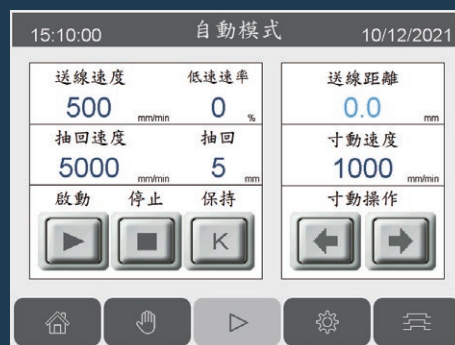 15:10:00 自動模式 10/12/2021
送線速度 低速速率 送線距離
500 mm/min 0 % 0.0 mm
抽回速度 抽回 寸動速度
5000 mm/min 5 mm 1000 mm/min
啟動 停止 保持 寸動操作
K